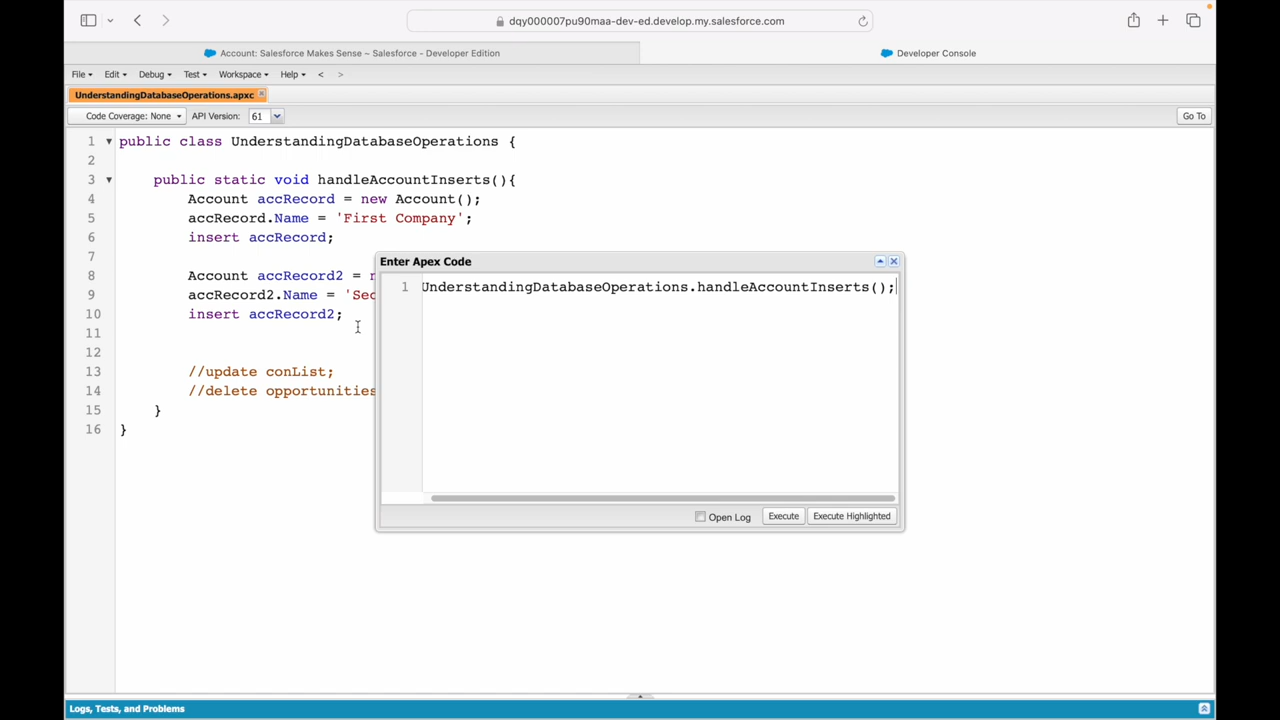 dqy000007pu90maa-dev-ed.develop.my.salesforce.com
Account: Salesforce Makes Sense ~ Salesforce - Developer Edition
Developer Console
File Edit Debug Test Workspace Help < >
UnderstandingDatabaseOperations.apxc
Code Coverage: None API Version: 61 Go To
1 public class UnderstandingDatabaseOperations {
2
3 public static void handleAccountInserts(){
4 Account accRecord = new Account();
5 accRecord.Name = 'First Company';
6 insert accRecord;
7
8 Account accRecord2 = n
9 accRecord2.Name = 'Sec
10 insert accRecord2;
11
12
13 //update conList;
14 //delete opportunities
15 }
16 }
Enter Apex Code
1 UnderstandingDatabaseOperations.handleAccountInserts();
Open Log Execute Execute Highlighted
Logs, Tests, and Problems